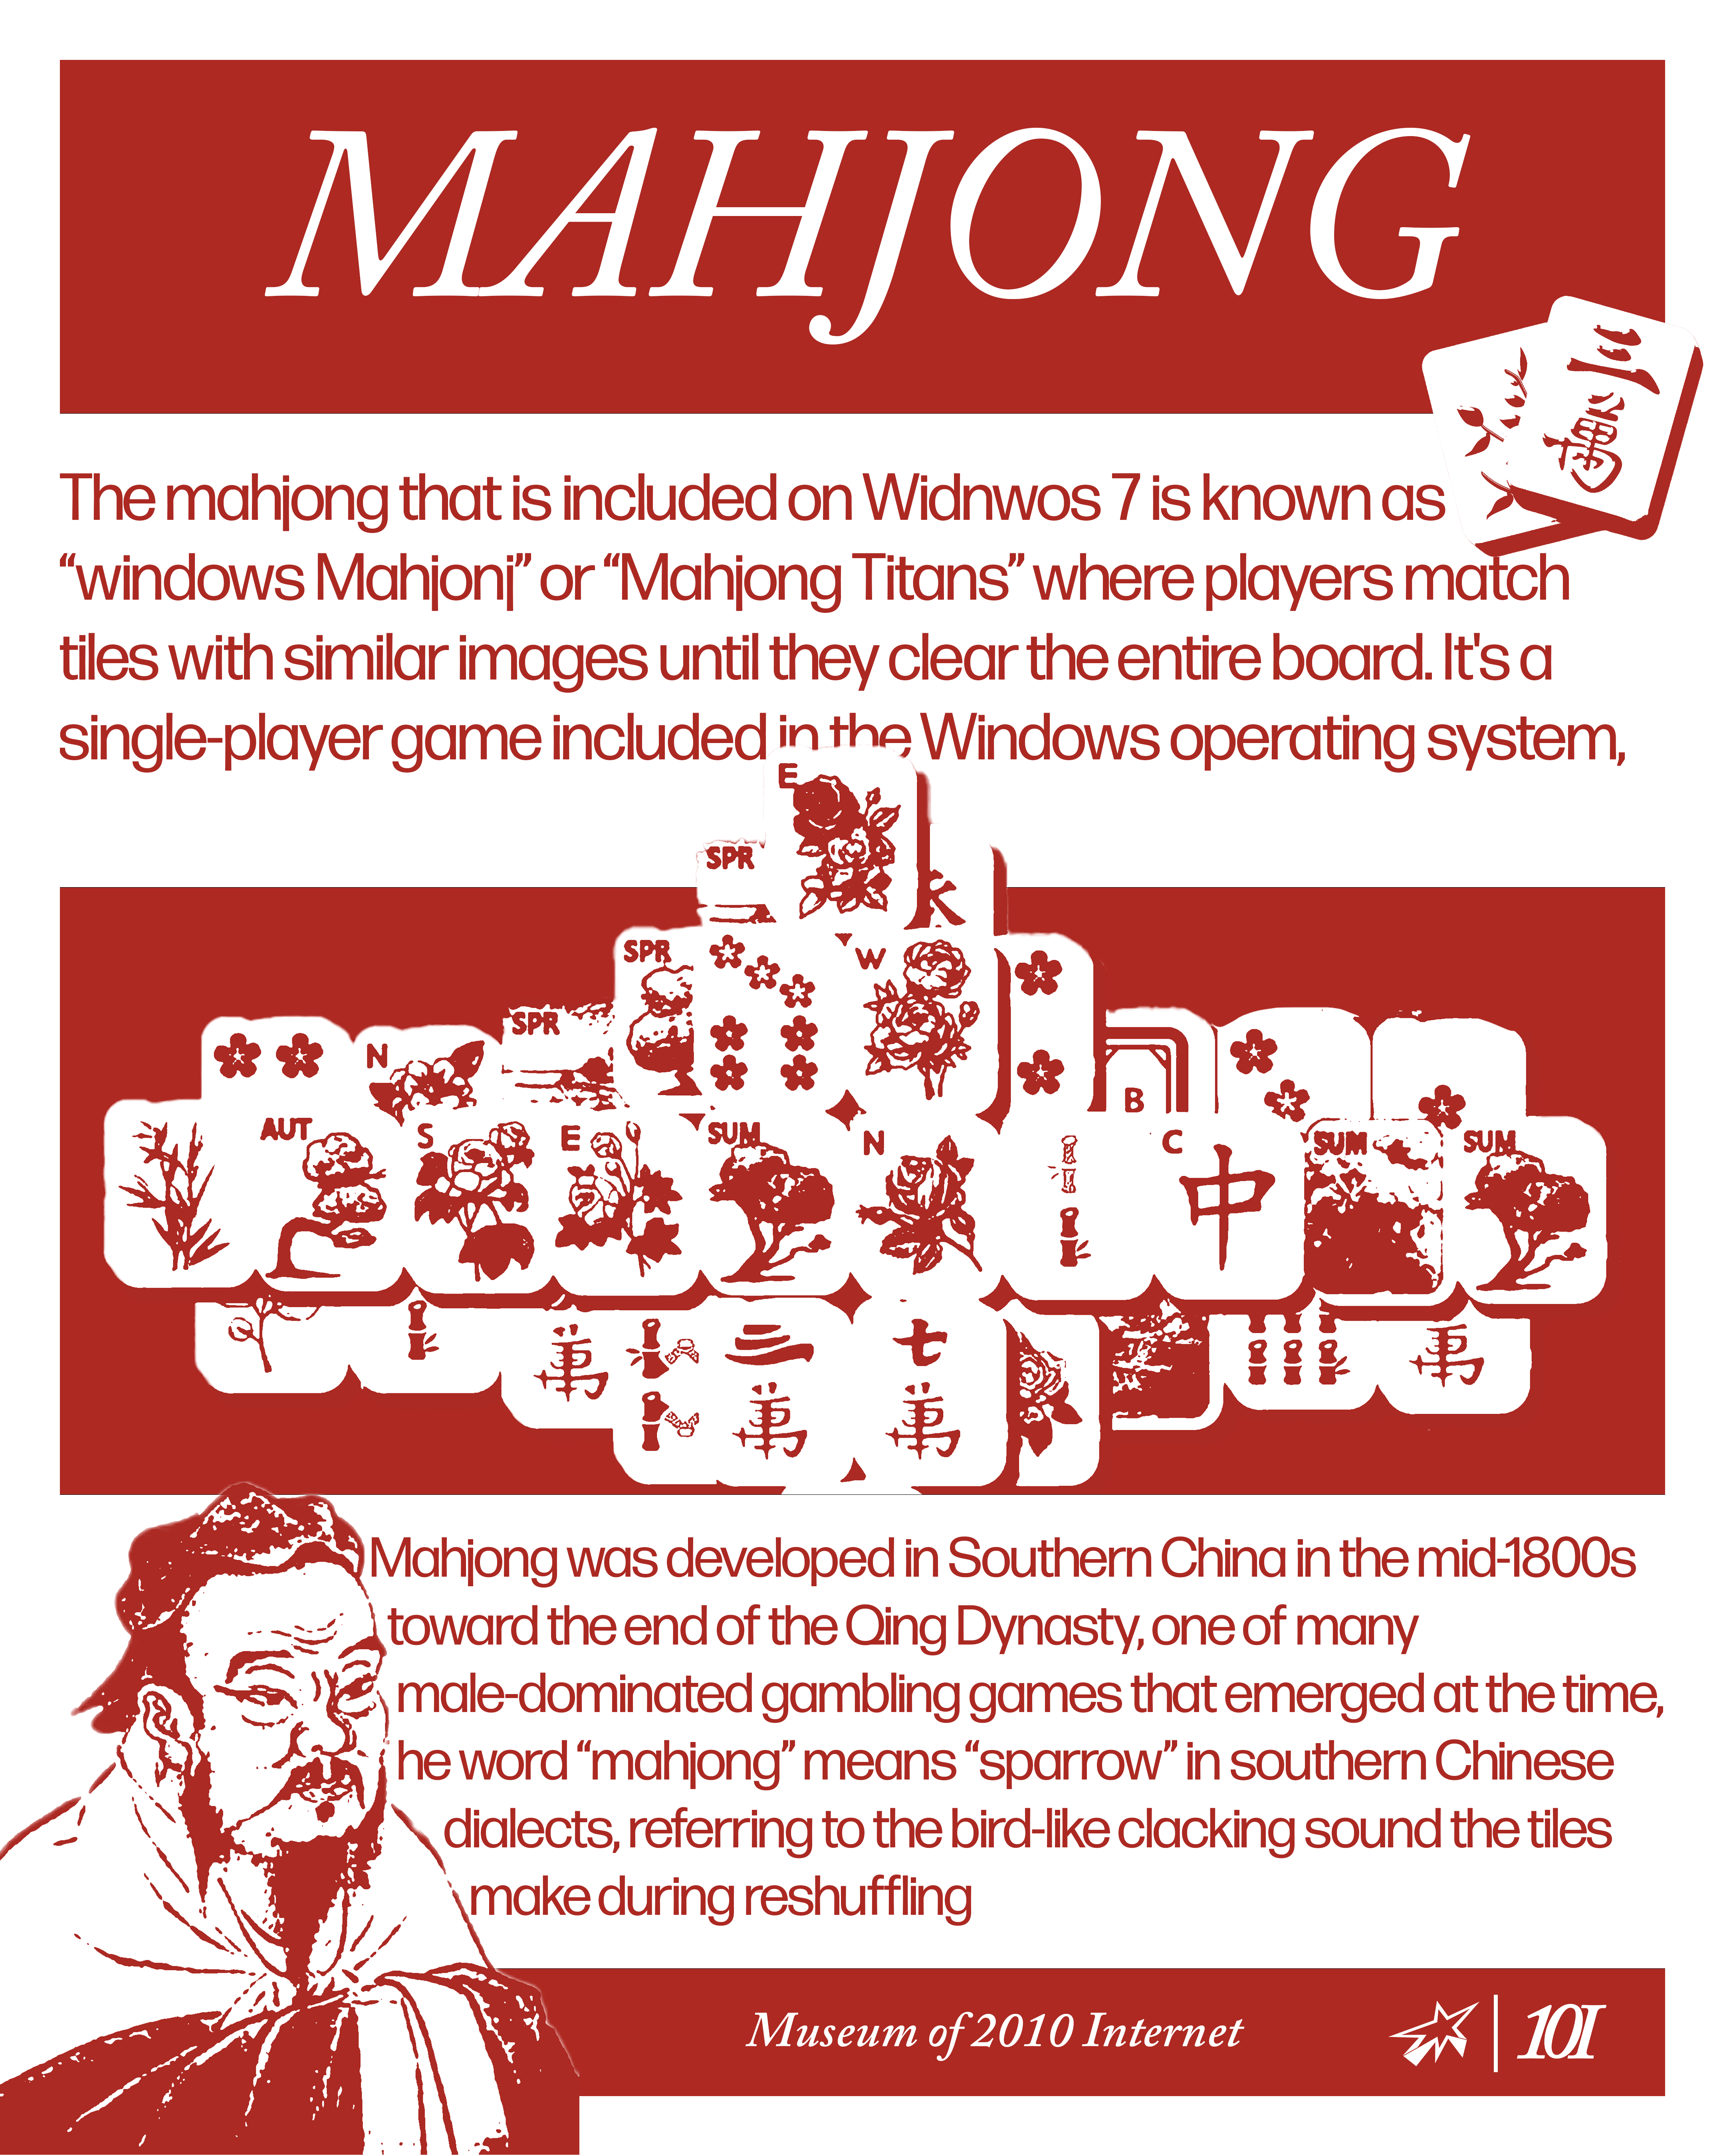 MAHJONG
三
萬
The mahjong that is included on Widnwos 7 is known as
“windows Mahjonj” or “Mahjong Titans” where players match
tiles with similar images until they clear the entire board. It's a
single-player game included in the Windows operating system,
E
SPR
SPR
W
N
SPR
B
AUT
S
E
SUM
N
C
中
SUM
SUM
萬
三
萬
七
萬
萬
Mahjong was developed in Southern China in the mid-1800s
toward the end of the Qing Dynasty, one of many
male-dominated gambling games that emerged at the time,
he word “mahjong” means “sparrow” in southern Chinese
dialects, referring to the bird-like clacking sound the tiles
make during reshuffling
Museum of 2010 Internet
101